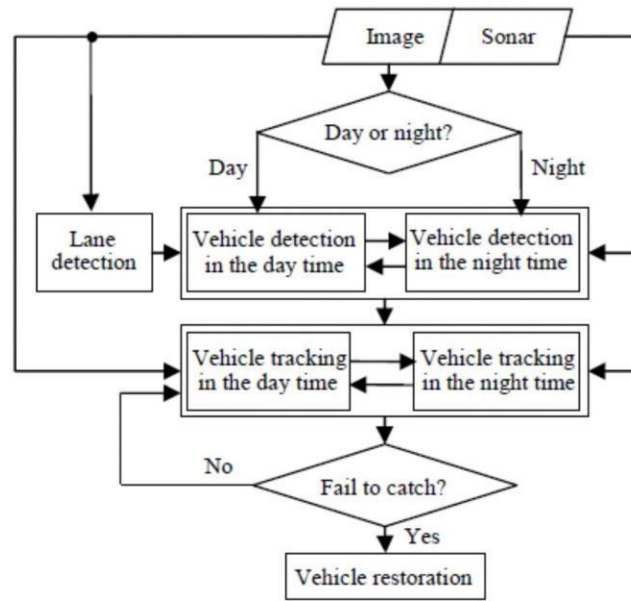 Image Sonar
Day or night?
Day Night
Lane
detection
Vehicle detection
in the day time
Vehicle detection
in the night time
Vehicle tracking
in the day time
Vehicle tracking
in the night time
No
Fail to catch?
Yes
Vehicle restoration